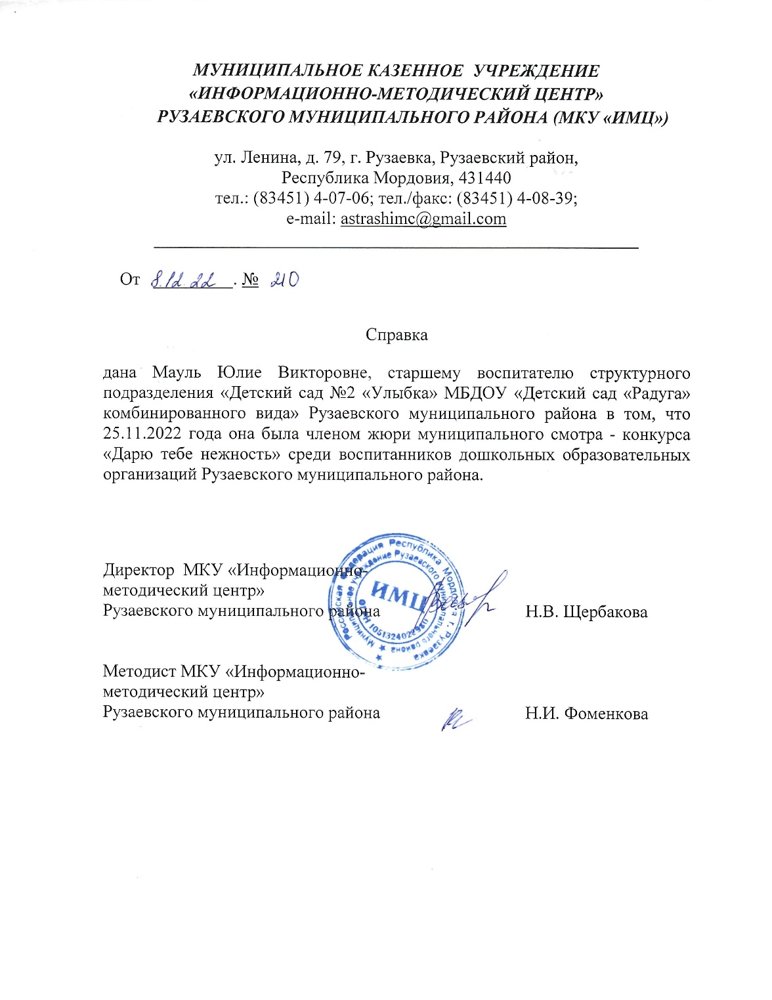 МУНИЦИПАЛЬНОЕ КАЗЕННОЕ УЧРЕЖДЕНИЕ
«ИНФОРМАЦИОННО-МЕТОДИЧЕСКИЙ ЦЕНТР»
РУЗАЕВСКОГО МУНИЦИПАЛЬНОГО РАЙОНА (МКУ «ИМЦ»)
ул. Ленина, д. 79, г. Рузаевка, Рузаевский район,
Республика Мордовия, 431440
тел.: (83451) 4-07-06; тел./факс: (83451) 4-08-39;
e-mail: astrashimc@gmail.com
От 8.12.22. № 210
Справка
дана Мауль Юлие Викторовне, старшему воспитателю структурного
подразделения «Детский сад №2 «Улыбка» МБДОУ «Детский сад «Радуга»
комбинированного вида» Рузаевского муниципального района в том, что
25.11.2022 года она была членом жюри муниципального смотра - конкурса
«Дарю тебе нежность» среди воспитанников дошкольных образовательных
организаций Рузаевского муниципального района.
Директор МКУ «Информационно-
методический центр»
Рузаевского муниципального района Н.В. Щербакова
Российская Федерация Республика Мордовия г. Рузаевка
Муниципальное учреждение Рузаевского муниципального района
ИМЦ
Методист МКУ «Информационно-
методический центр»
Рузаевского муниципального района Н.И. Фоменкова